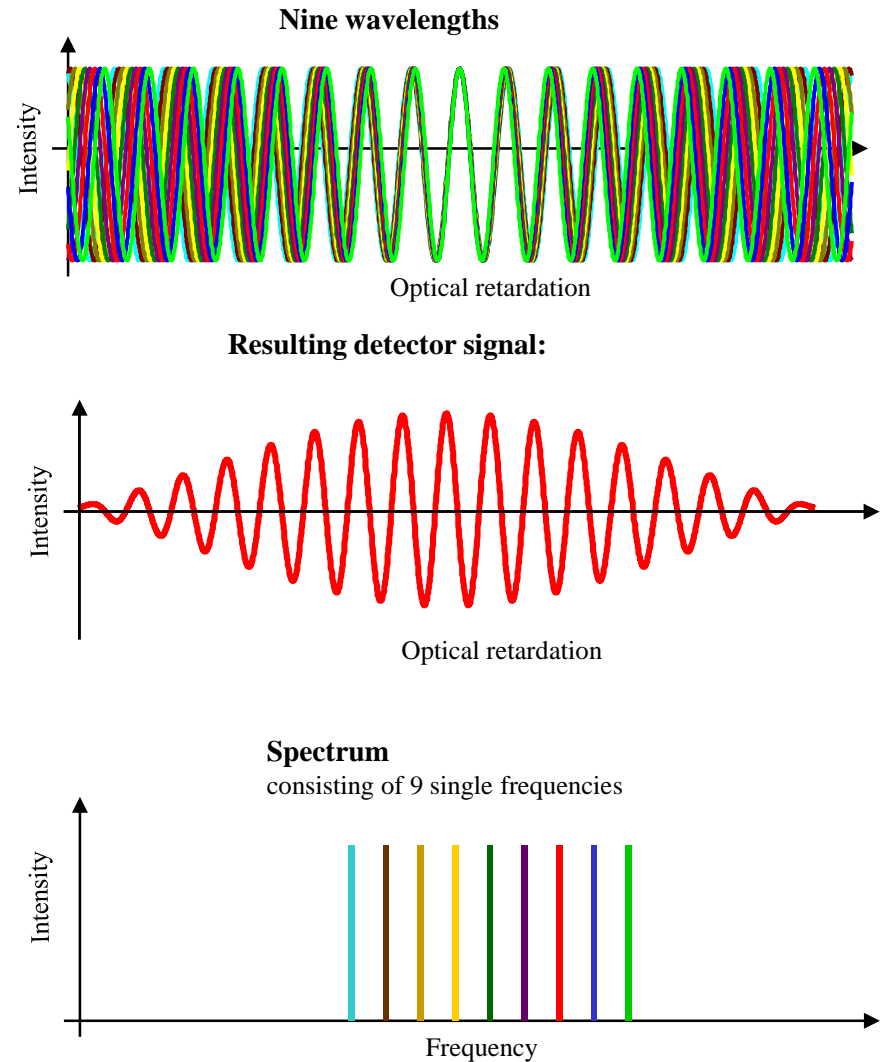 Nine wavelengths
Intensity
Optical retardation
Resulting detector signal:
Intensity
Optical retardation
Spectrum
consisting of 9 single frequencies
Intensity
Frequency